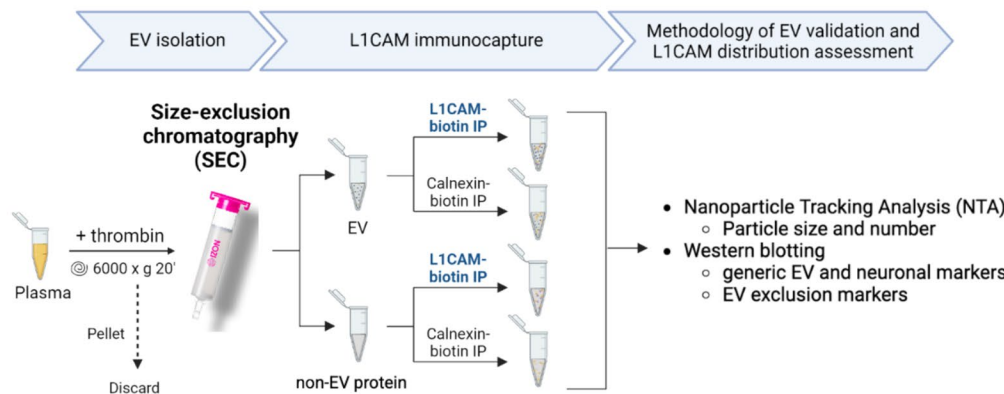 EV isolation
L1CAM immunocapture
Methodology of EV validation and
L1CAM distribution assessment
Size-exclusion
chromatography
(SEC)
IZON
Plasma
+ thrombin
6000 x g 20'
Pellet
Discard
EV
non-EV protein
L1CAM-
biotin IP
Calnexin-
biotin IP
L1CAM-
biotin IP
Calnexin-
biotin IP
• Nanoparticle Tracking Analysis (NTA)
○ Particle size and number
• Western blotting
○ generic EV and neuronal markers
○ EV exclusion markers